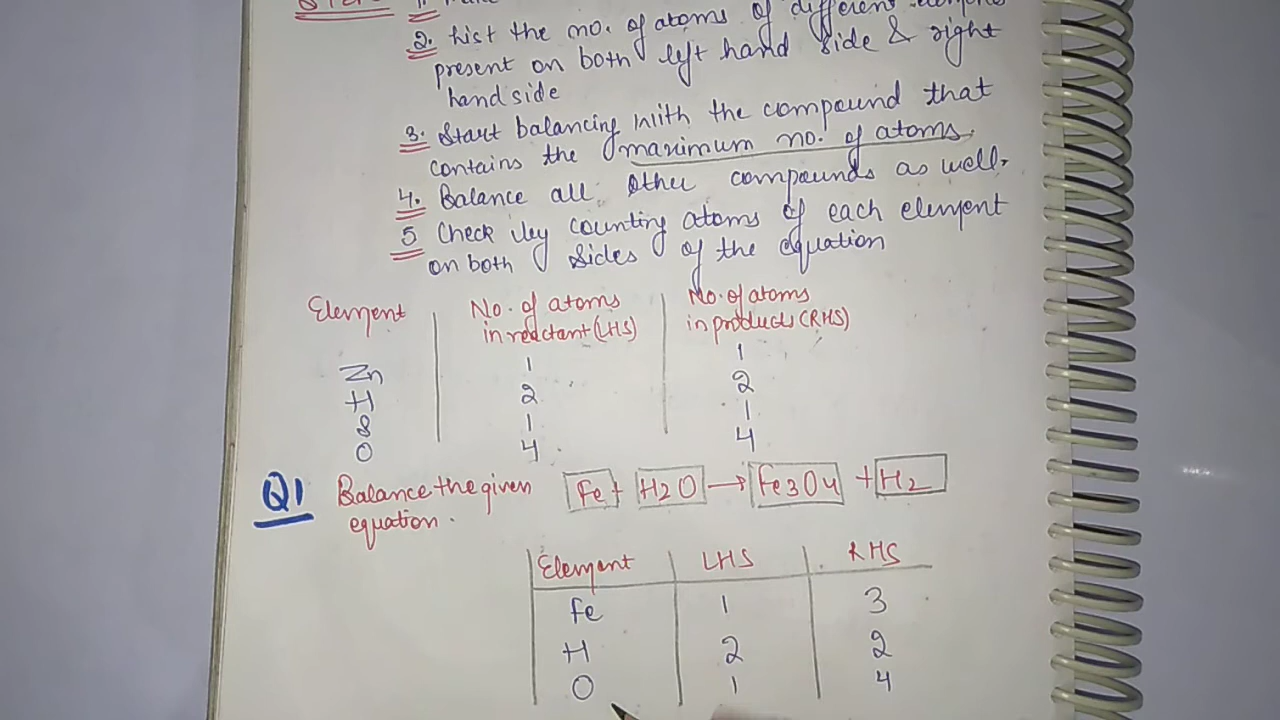 2. List the no. of atoms of different
present on both left hand side & right
hand side
3. Start balancing with the compound that
contains the maximum no. of atoms.
4. Balance all other compounds as well.
5 Check by counting atoms of each element
on both sides of the equation
Element No. of atoms in reactant (LHS) No. of atoms in products (RHS)
Zn 1 1
H 2 2
S 1 1
O 4 4
Q1 Balance the given Fe + H2O → Fe3O4 + H2
equation.
Element LHS RHS
Fe 1 3
H 2 2
O 1 4